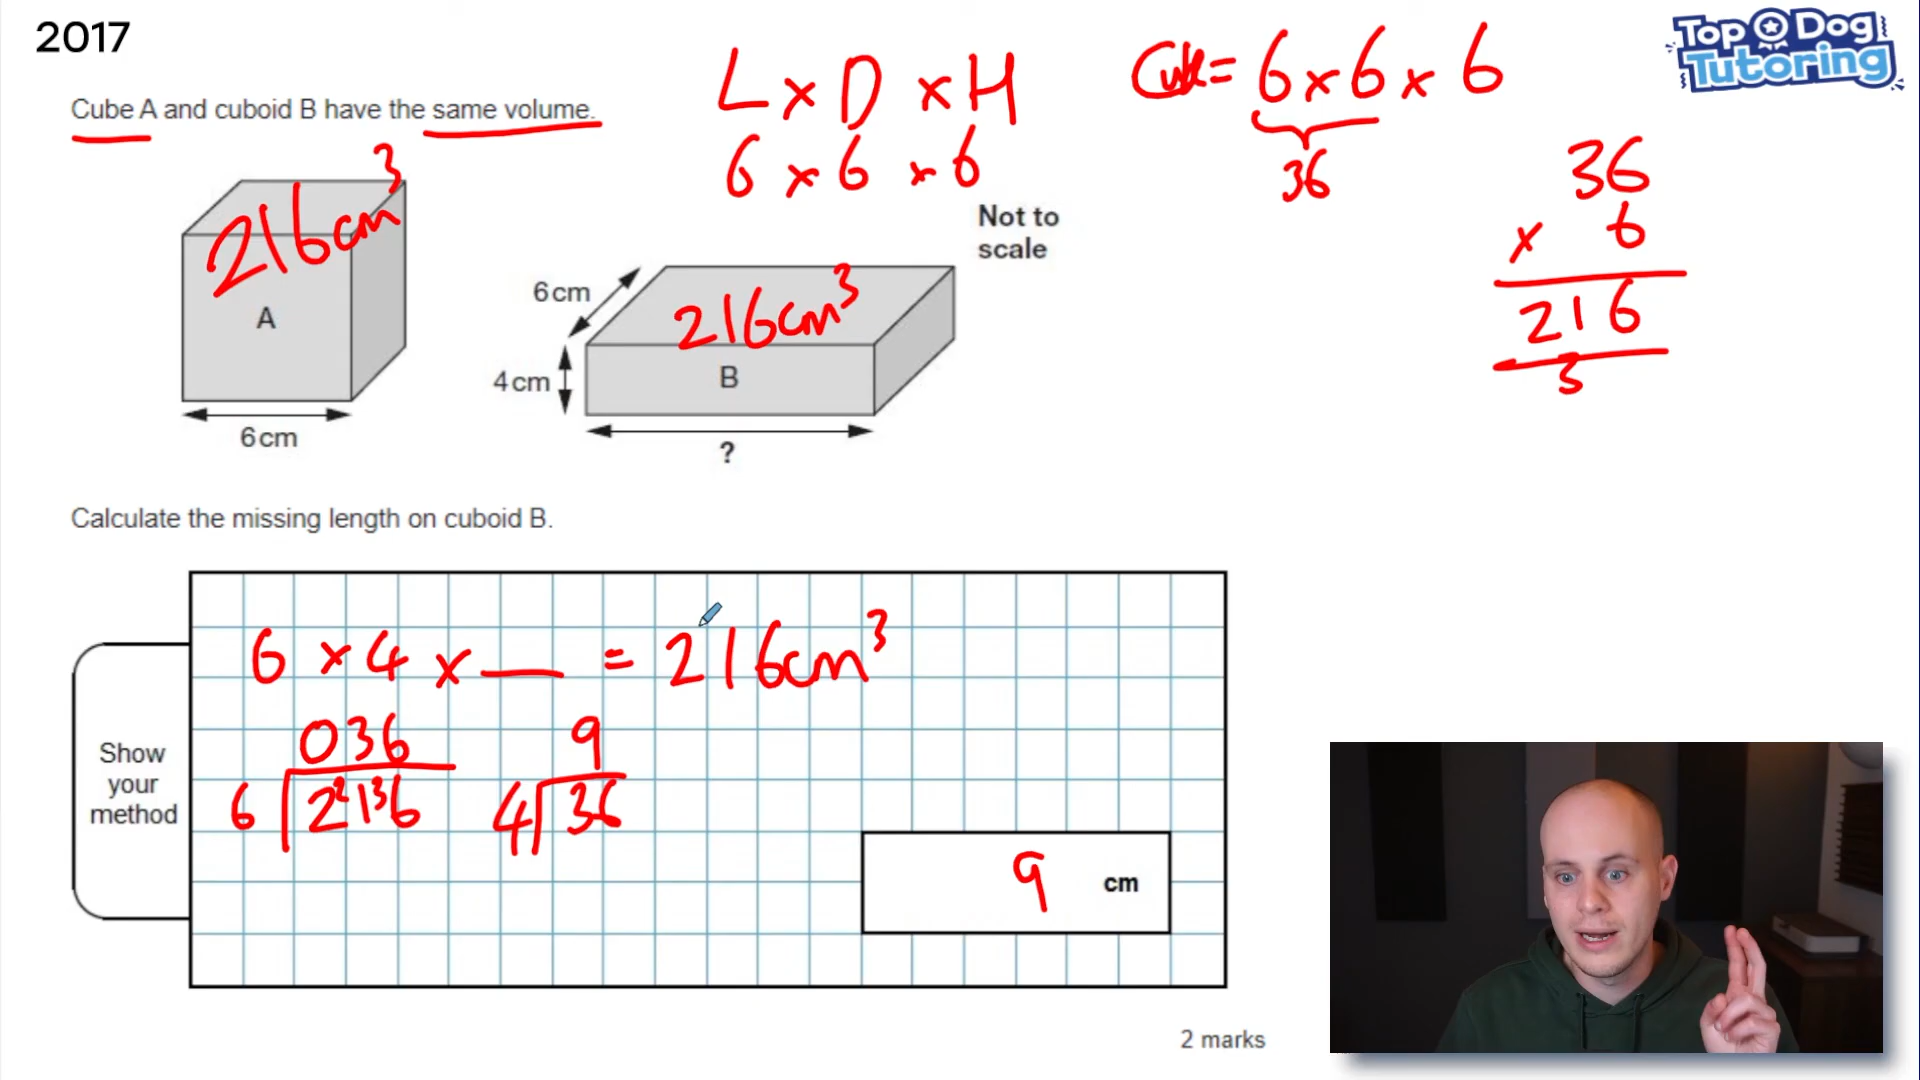 2017
Top Dog
Tutoring
L × D × H
6 × 6 × 6
Cube = 6 × 6 × 6
36
36
× 6
216
3
Cube A and cuboid B have the same volume.
216cm³
A
6cm
Not to
scale
6cm
216cm³
4cm
B
?
Calculate the missing length on cuboid B.
Show
your
method
6 × 4 × __ = 216cm³
036
6 2²1³6
9
4 36
9 cm
2 marks